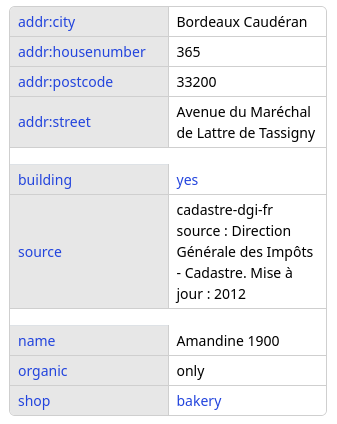 addr:city Bordeaux Caudéran
addr:housenumber 365
addr:postcode 33200
addr:street Avenue du Maréchal
de Lattre de Tassigny
building yes
source cadastre-dgi-fr
source : Direction
Générale des Impôts
- Cadastre. Mise à
jour : 2012
name Amandine 1900
organic only
shop bakery